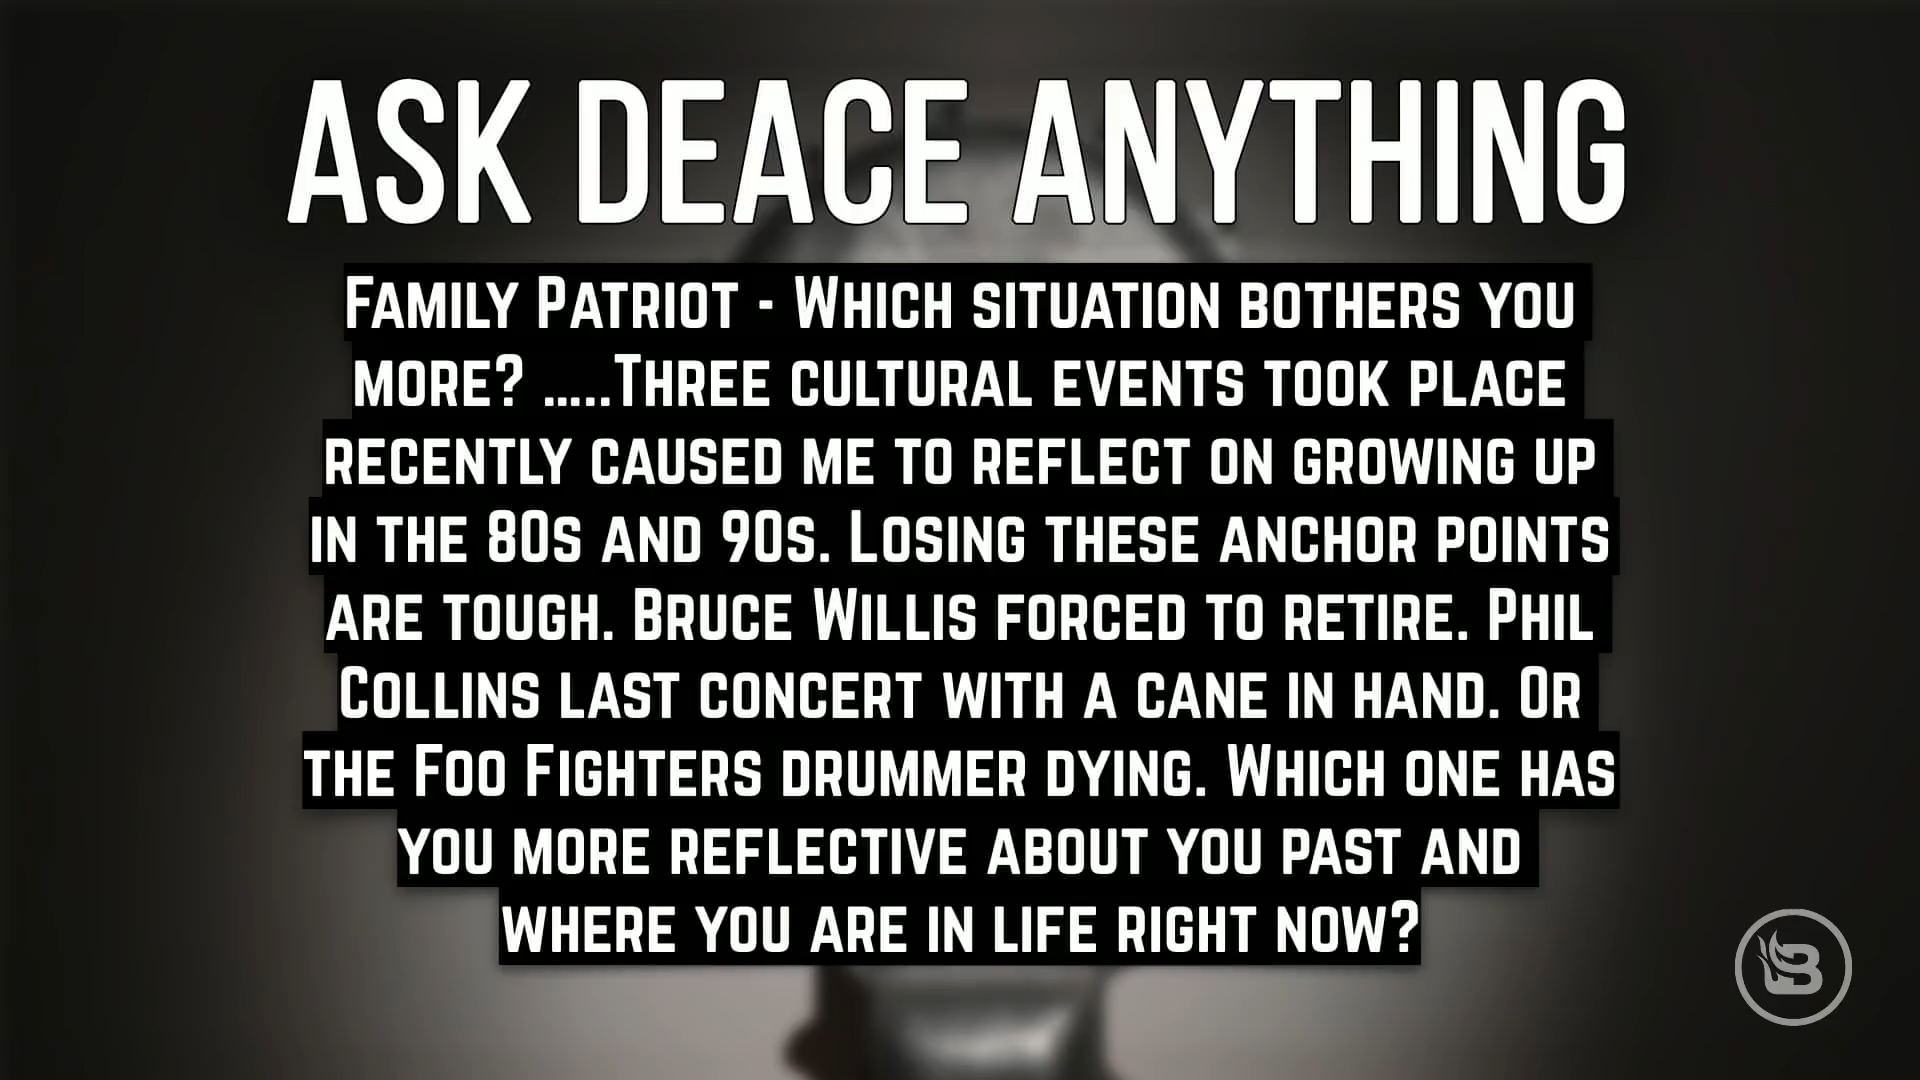 ASK DEACE ANYTHING
Family Patriot - Which situation bothers you
more? .....Three cultural events took place
recently caused me to reflect on growing up
in the 80s and 90s. Losing these anchor points
are tough. Bruce Willis forced to retire. Phil
Collins last concert with a cane in hand. Or
the Foo Fighters drummer dying. Which one has
you more reflective about you past and
where you are in life right now?
B